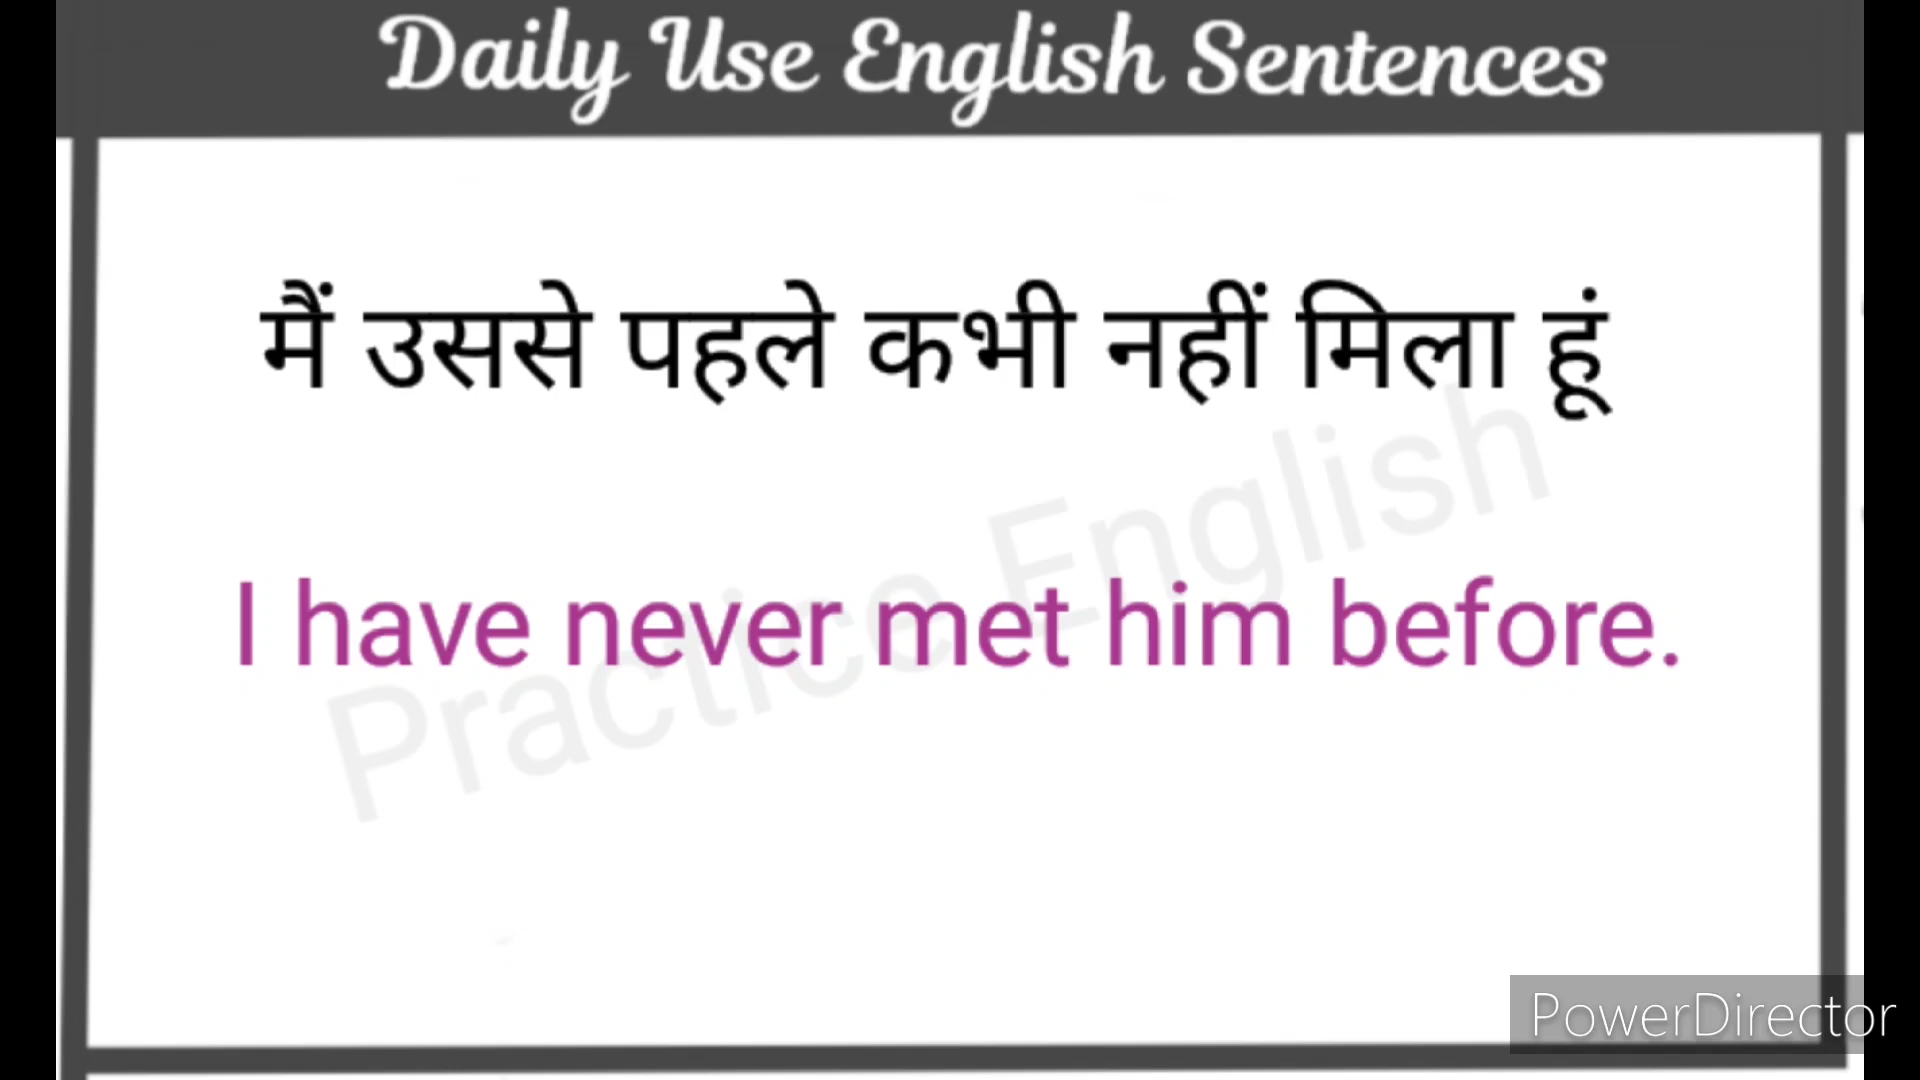 Daily Use English Sentences
मैं उससे पहले कभी नहीं मिला हूं
I have never met him before.
Practice English
PowerDirector